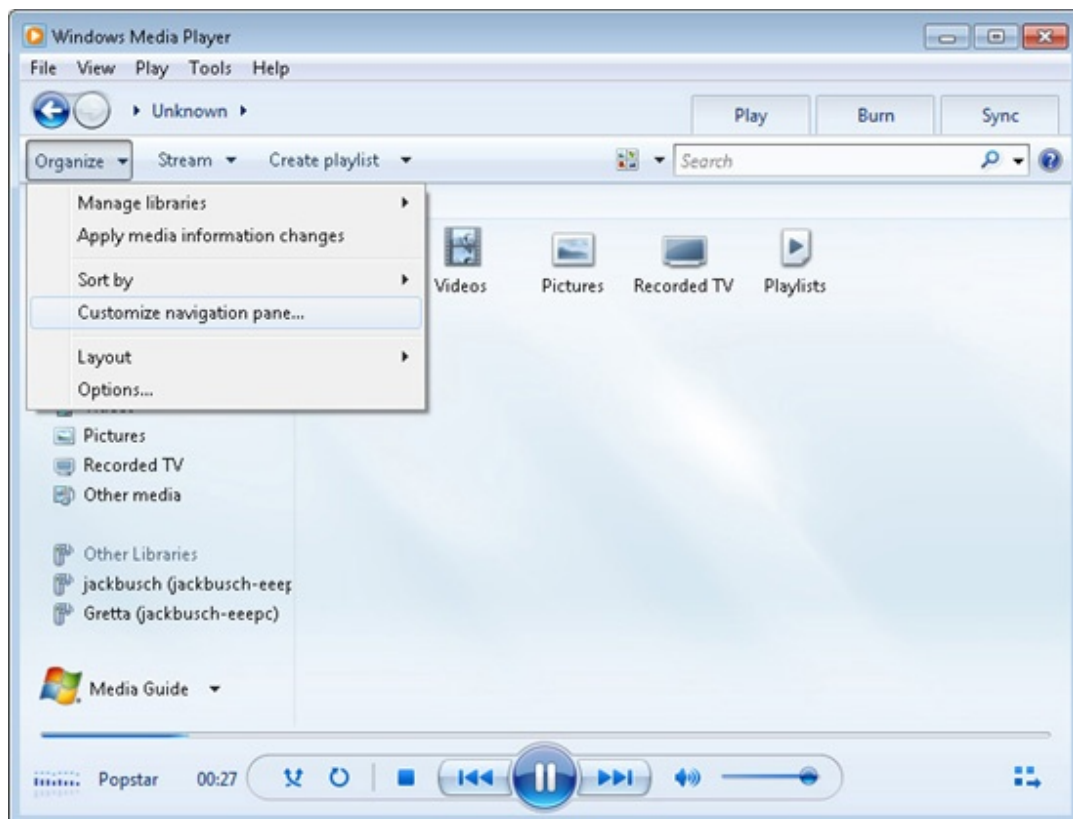 Windows Media Player
File View Play Tools Help
Unknown
Play Burn Sync
Organize Stream Create playlist Search
Manage libraries
Apply media information changes
Sort by
Customize navigation pane...
Layout
Options...
Videos Pictures Recorded TV Playlists
Pictures
Recorded TV
Other media
Other Libraries
jackbusch (jackbusch-eeep
Gretta (jackbusch-eeepc)
Media Guide
Popstar 00:27